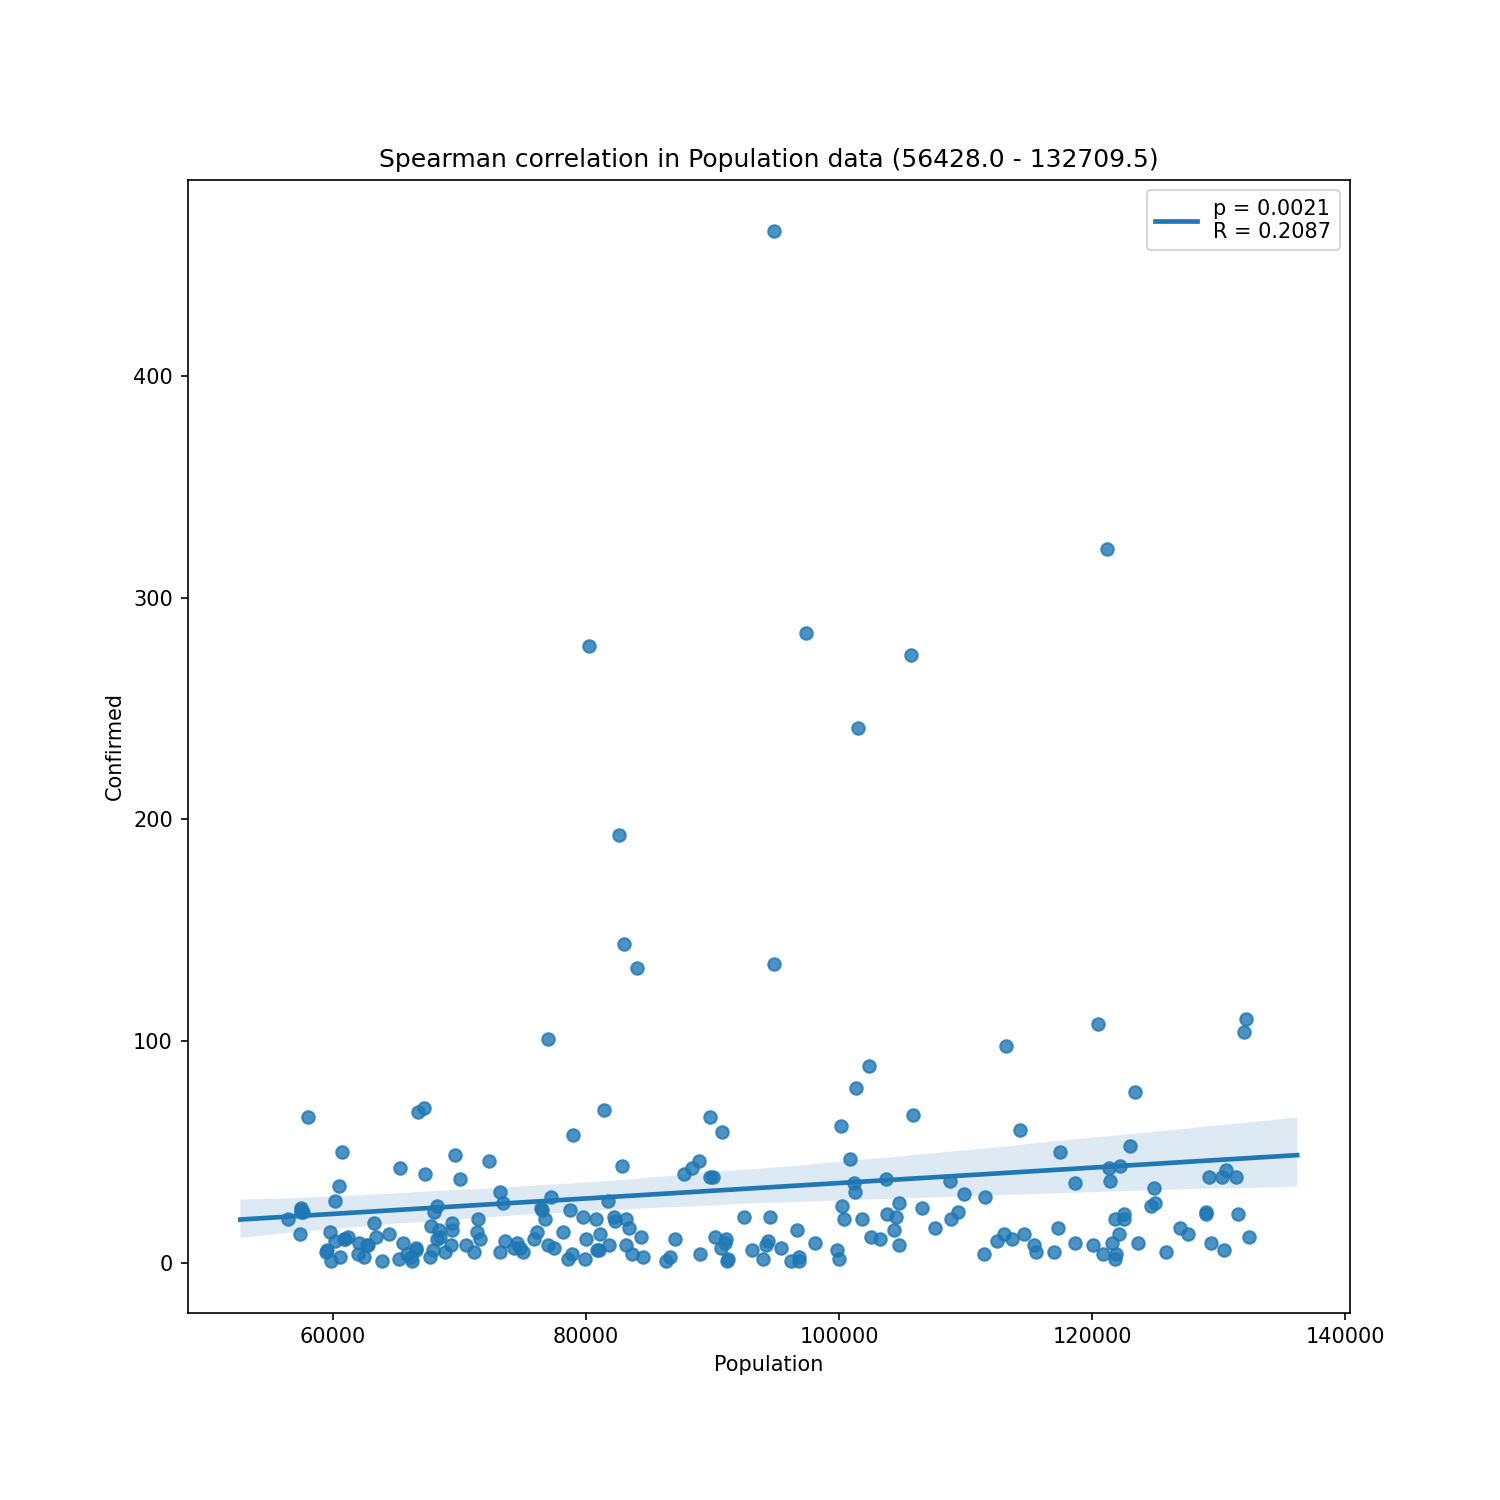 Spearman correlation in Population data (56428.0 - 132709.5)
p = 0.0021
R = 0.2087
400
300
200
100
0
Confirmed
60000
80000
100000
120000
140000
Population